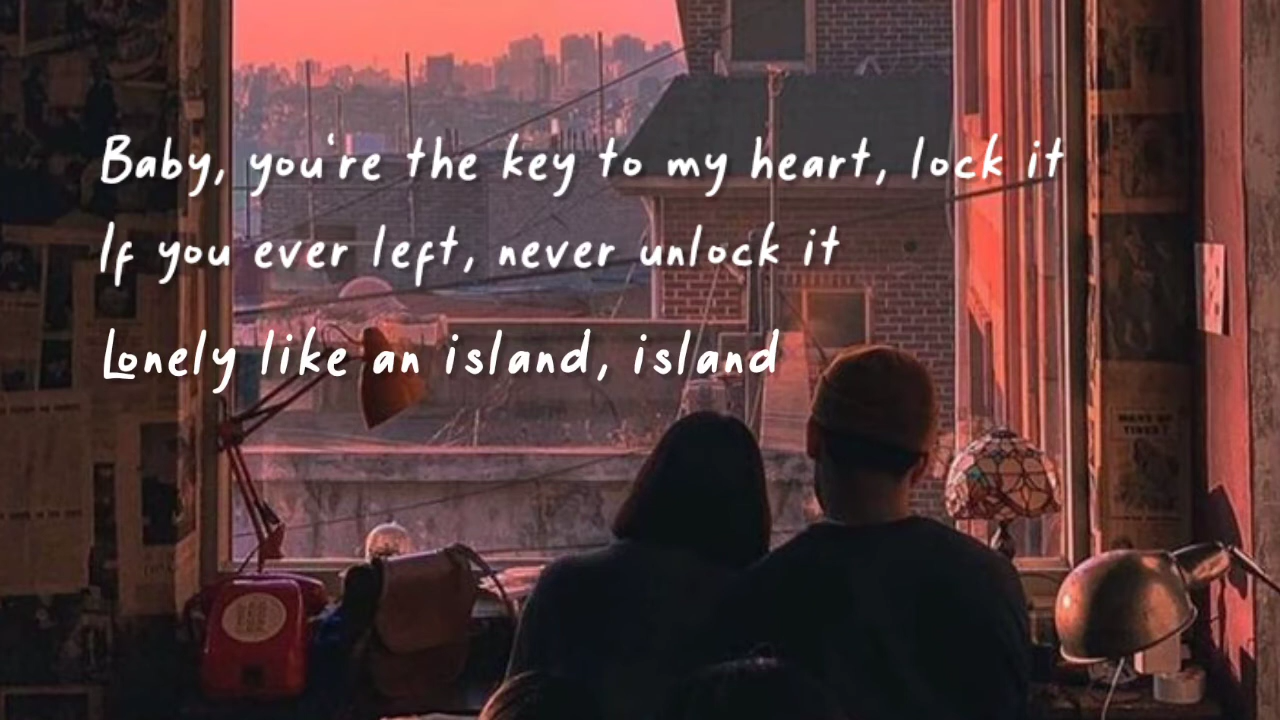 Baby, you're the key to my heart, lock it
If you ever left, never unlock it
Lonely like an island, island